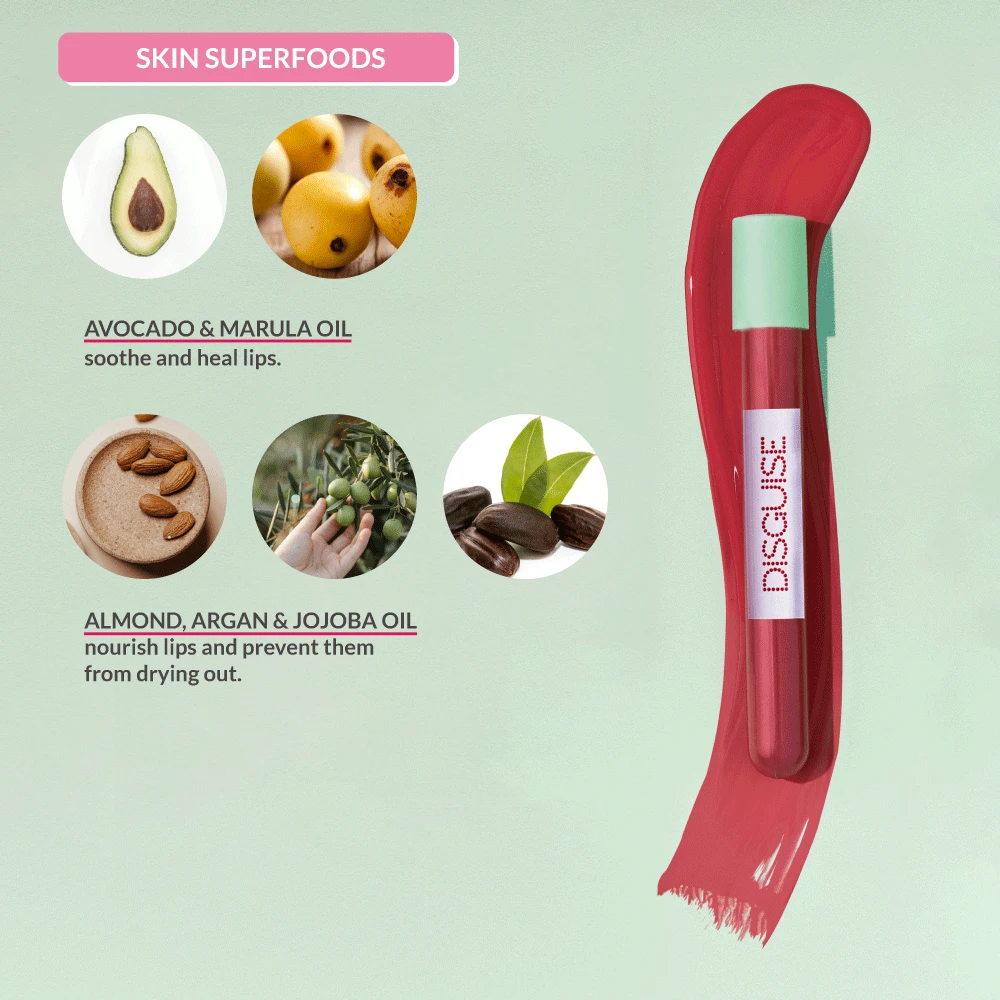 SKIN SUPERFOODS
AVOCADO & MARULA OIL
soothe and heal lips.
ALMOND, ARGAN & JOJOBA OIL
nourish lips and prevent them
from drying out.
DISGUISE